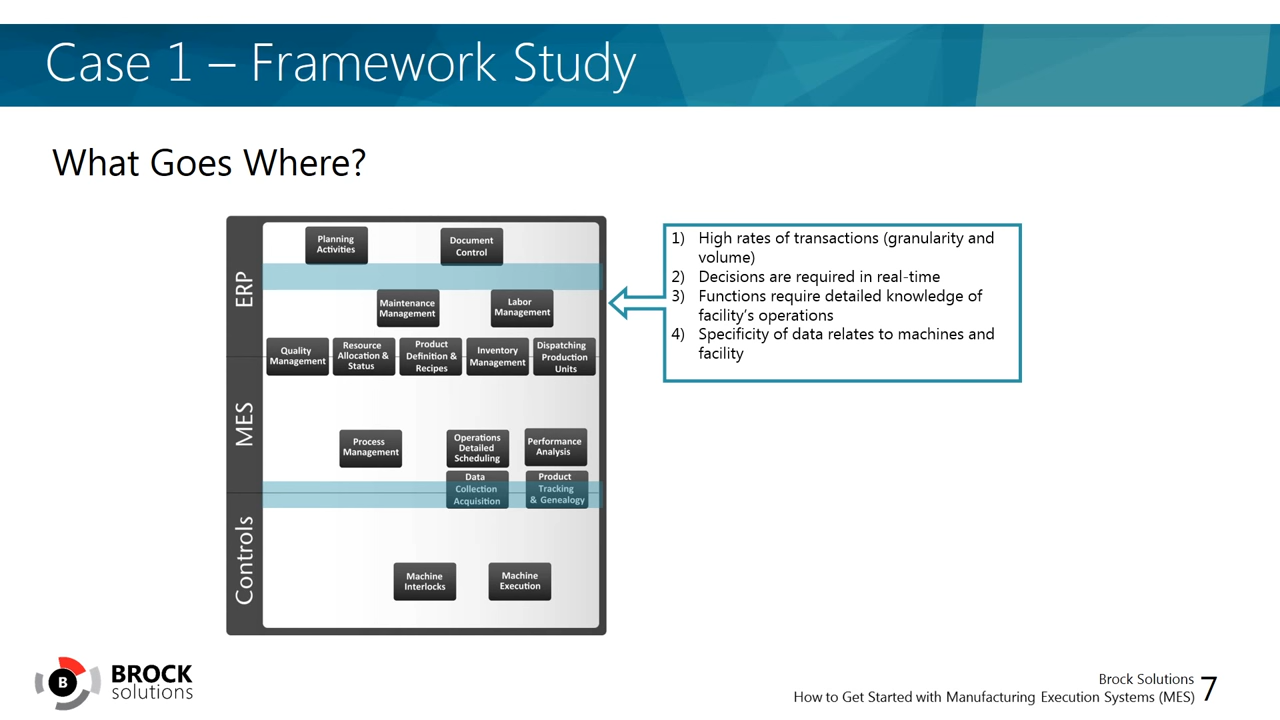 Case 1 – Framework Study
What Goes Where?
ERP
MES
Controls
Planning
Activities
Document
Control
Maintenance
Management
Labor
Management
Quality
Management
Resource
Allocation &
Status
Product
Definition &
Recipes
Inventory
Management
Dispatching
Production
Units
Process
Management
Operations
Detailed
Scheduling
Performance
Analysis
Data
Collection
Acquisition
Product
Tracking
& Genealogy
Machine
Interlocks
Machine
Execution
1) High rates of transactions (granularity and
volume)
2) Decisions are required in real-time
3) Functions require detailed knowledge of
facility's operations
4) Specificity of data relates to machines and
facility
B
BROCK
solutions
Brock Solutions
How to Get Started with Manufacturing Execution Systems (MES)
7